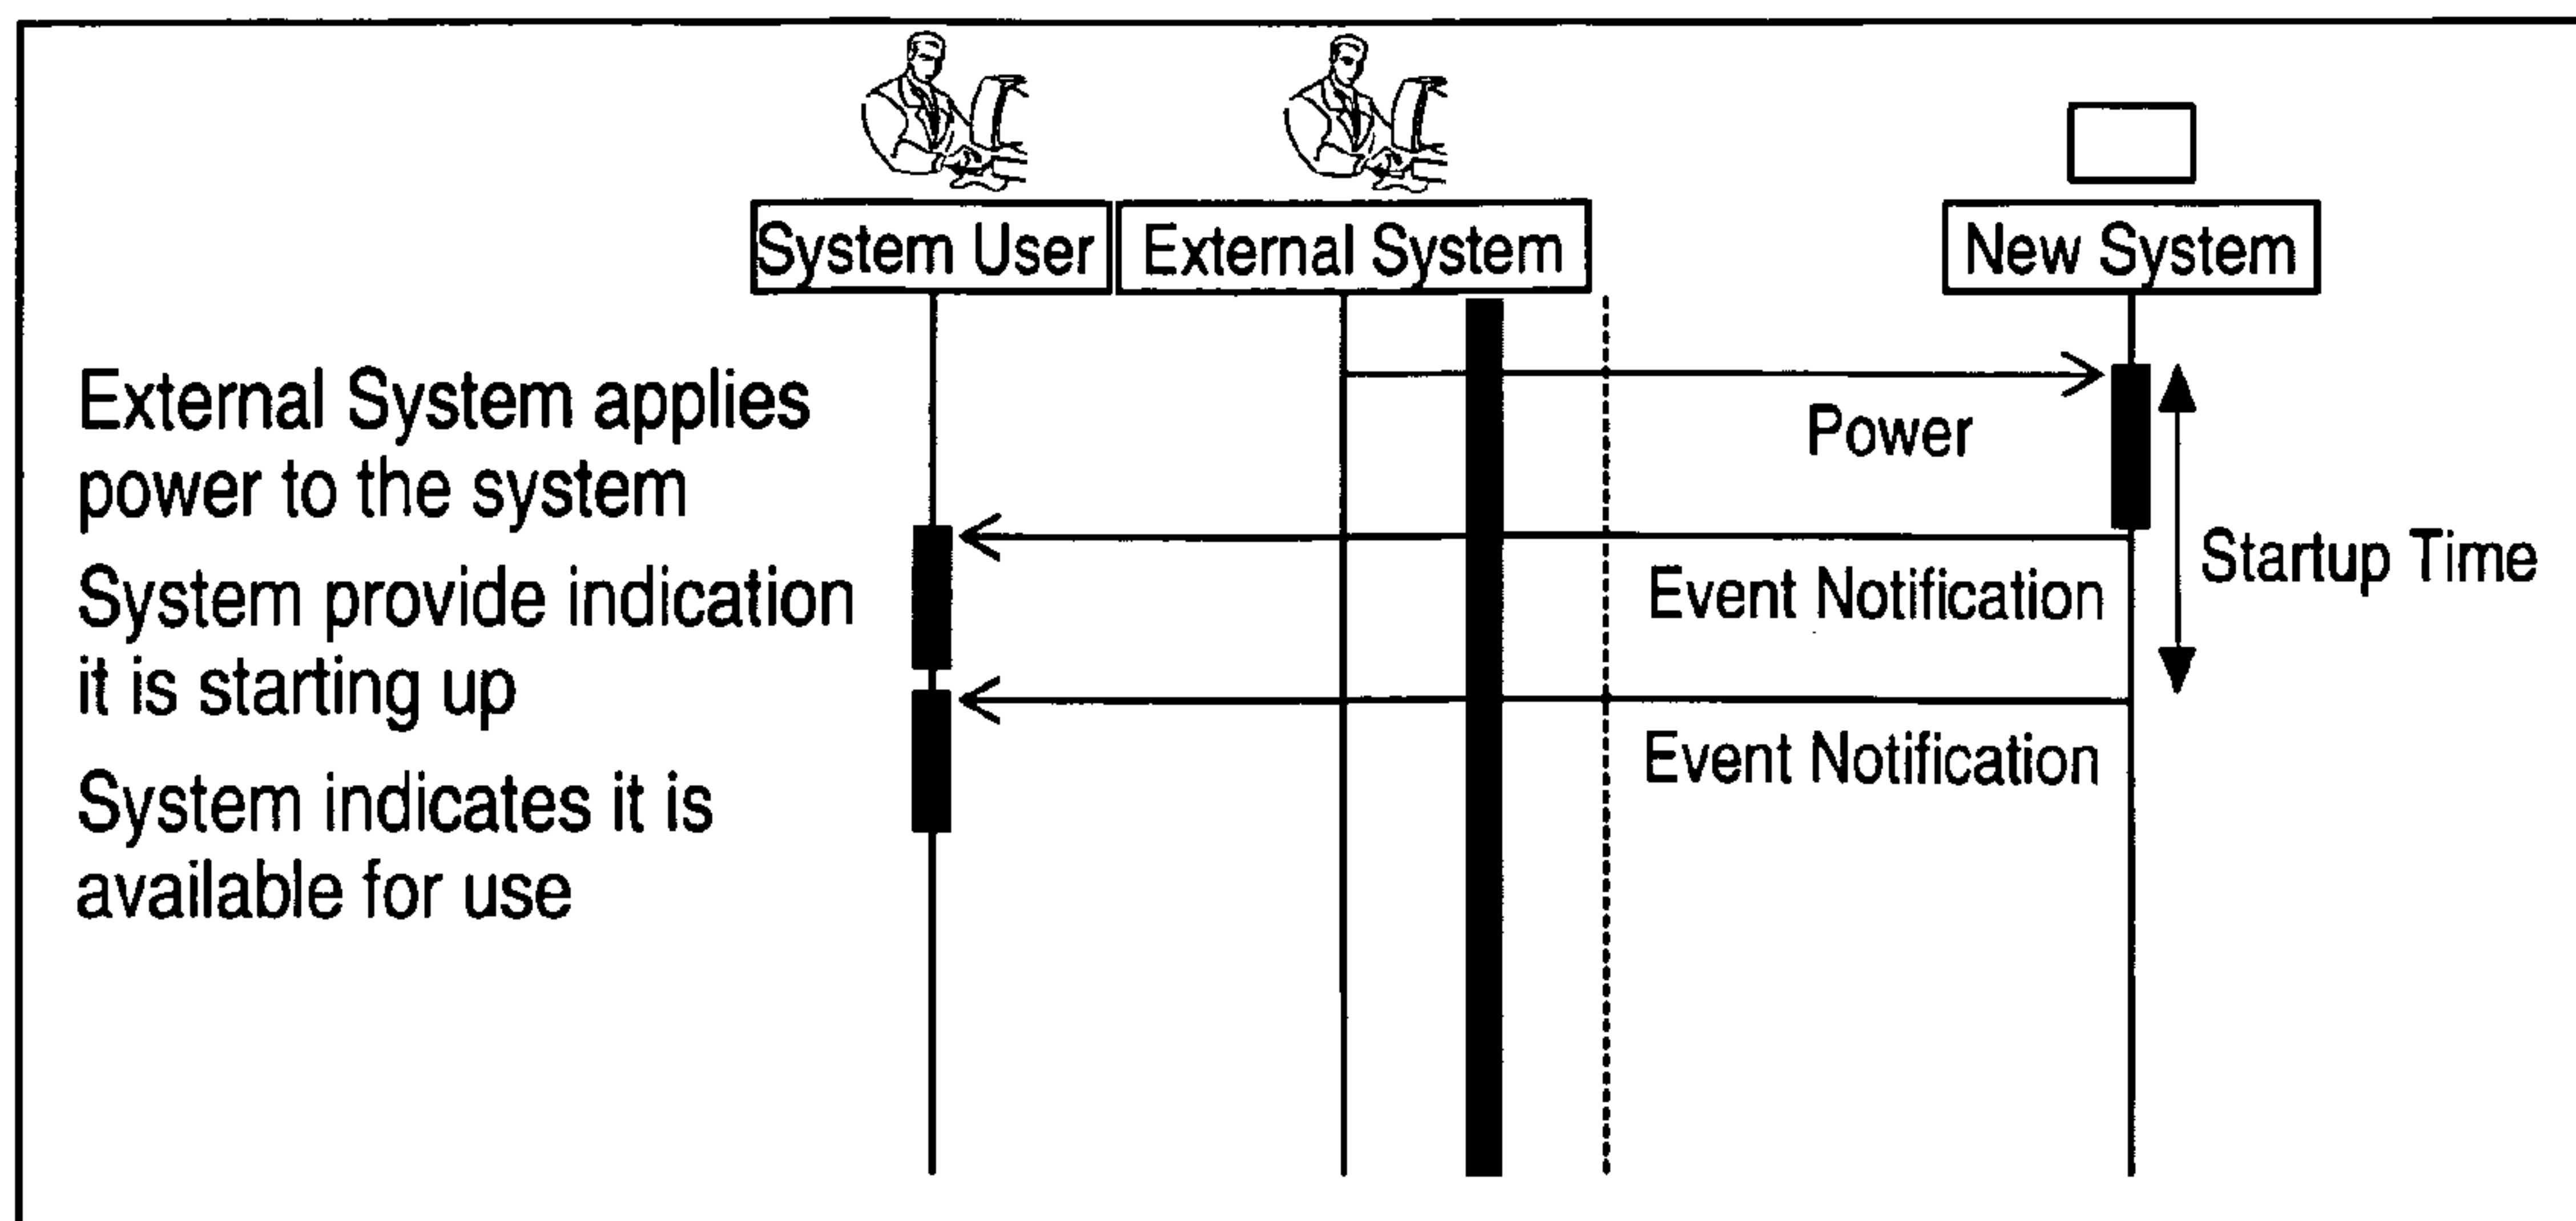 System User
External System
New System
External System applies
power to the system
Power
System provide indication
it is starting up
Event Notification
Startup Time
System indicates it is
available for use
Event Notification